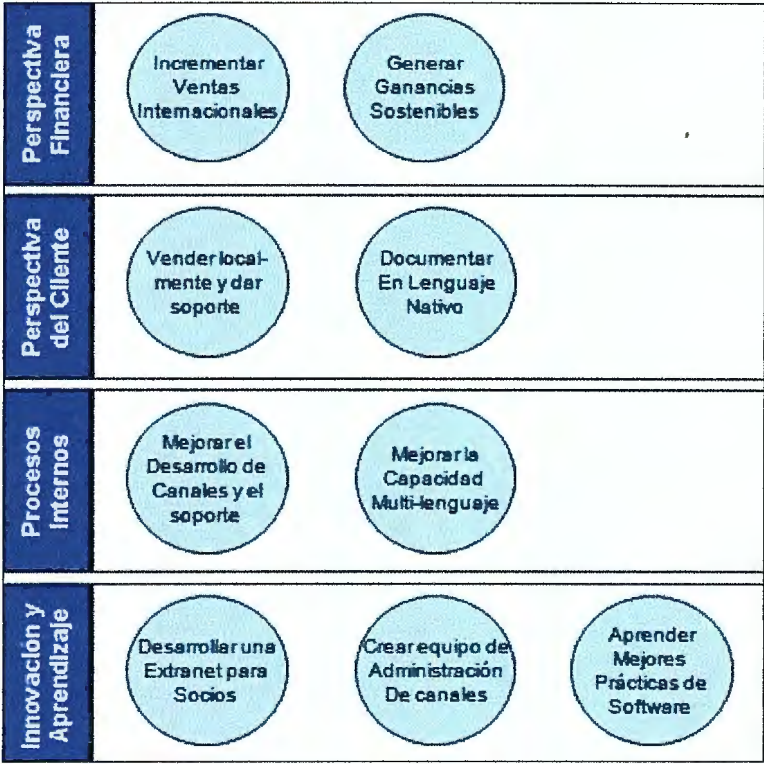 Perspectiva
Financiera
Incrementar
Ventas
Internacionales
Generar
Ganancias
Sostenibles
Perspectiva
del Cliente
Vender local-
mente y dar
soporte
Documentar
En Lenguaje
Nativo
Procesos
Internos
Mejorar el
Desarrollo de
Canales y el
soporte
Mejorar la
Capacidad
Multi-lenguaje
Innovación y
Aprendizaje
Desarrollar una
Extranet para
Socios
Crear equipo de
Administración
De canales
Aprender
Mejores
Prácticas de
Software